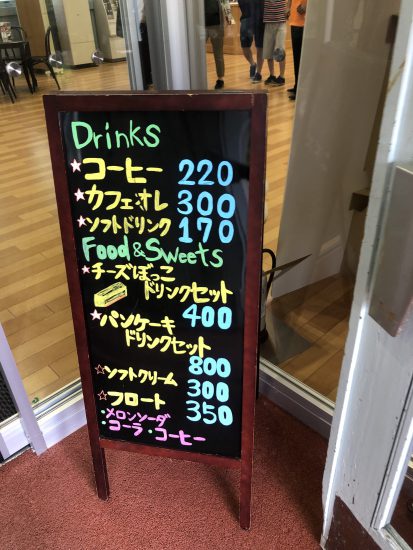 Drinks
★コーヒー 220
★カフェオレ 300
★ソフトドリンク 170
Food & Sweets
★チーズぼっこ
ドリンクセット
400
★パンケーキ
ドリンクセット
800
☆ソフトクリーム 300
☆フロート 350
・メロンソーダ
・コーラ・コーヒー